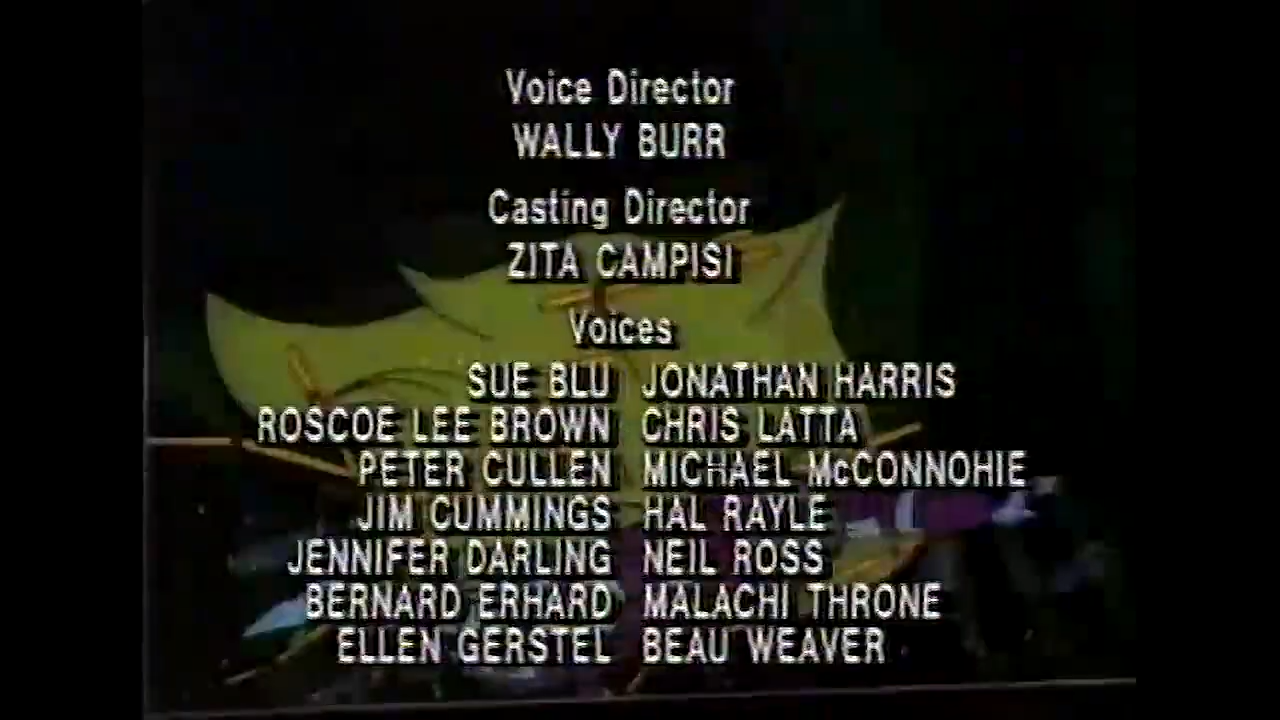 Voice Director
WALLY BURR
Casting Director
ZITA CAMPISI
Voices
SUE BLU JONATHAN HARRIS
ROSCOE LEE BROWN CHRIS LATTA
PETER CULLEN MICHAEL McCONNOHIE
JIM CUMMINGS HAL RAYLE
JENNIFER DARLING NEIL ROSS
BERNARD ERHARD MALACHI THRONE
ELLEN GERSTEL BEAU WEAVER